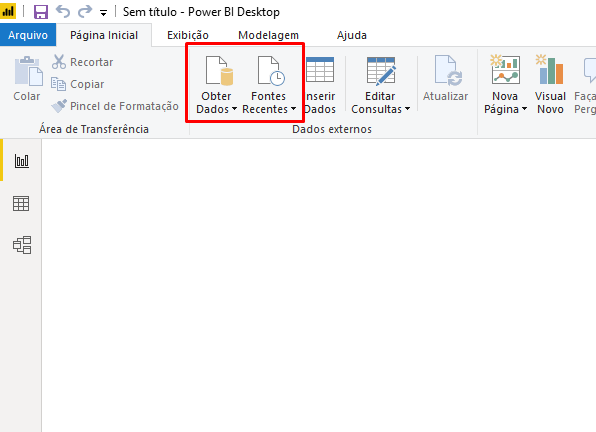 Sem título - Power BI Desktop
Arquivo Página Inicial Exibição Modelagem Ajuda
Colar
Recortar
Copiar
Pincel de Formatação
Área de Transferência
Obter
Dados
Fontes
Recentes
nserir
Dados
Editar
Consultas
Atualizar
Dados externos
Nova
Página
Visual
Novo
Faça
Perg